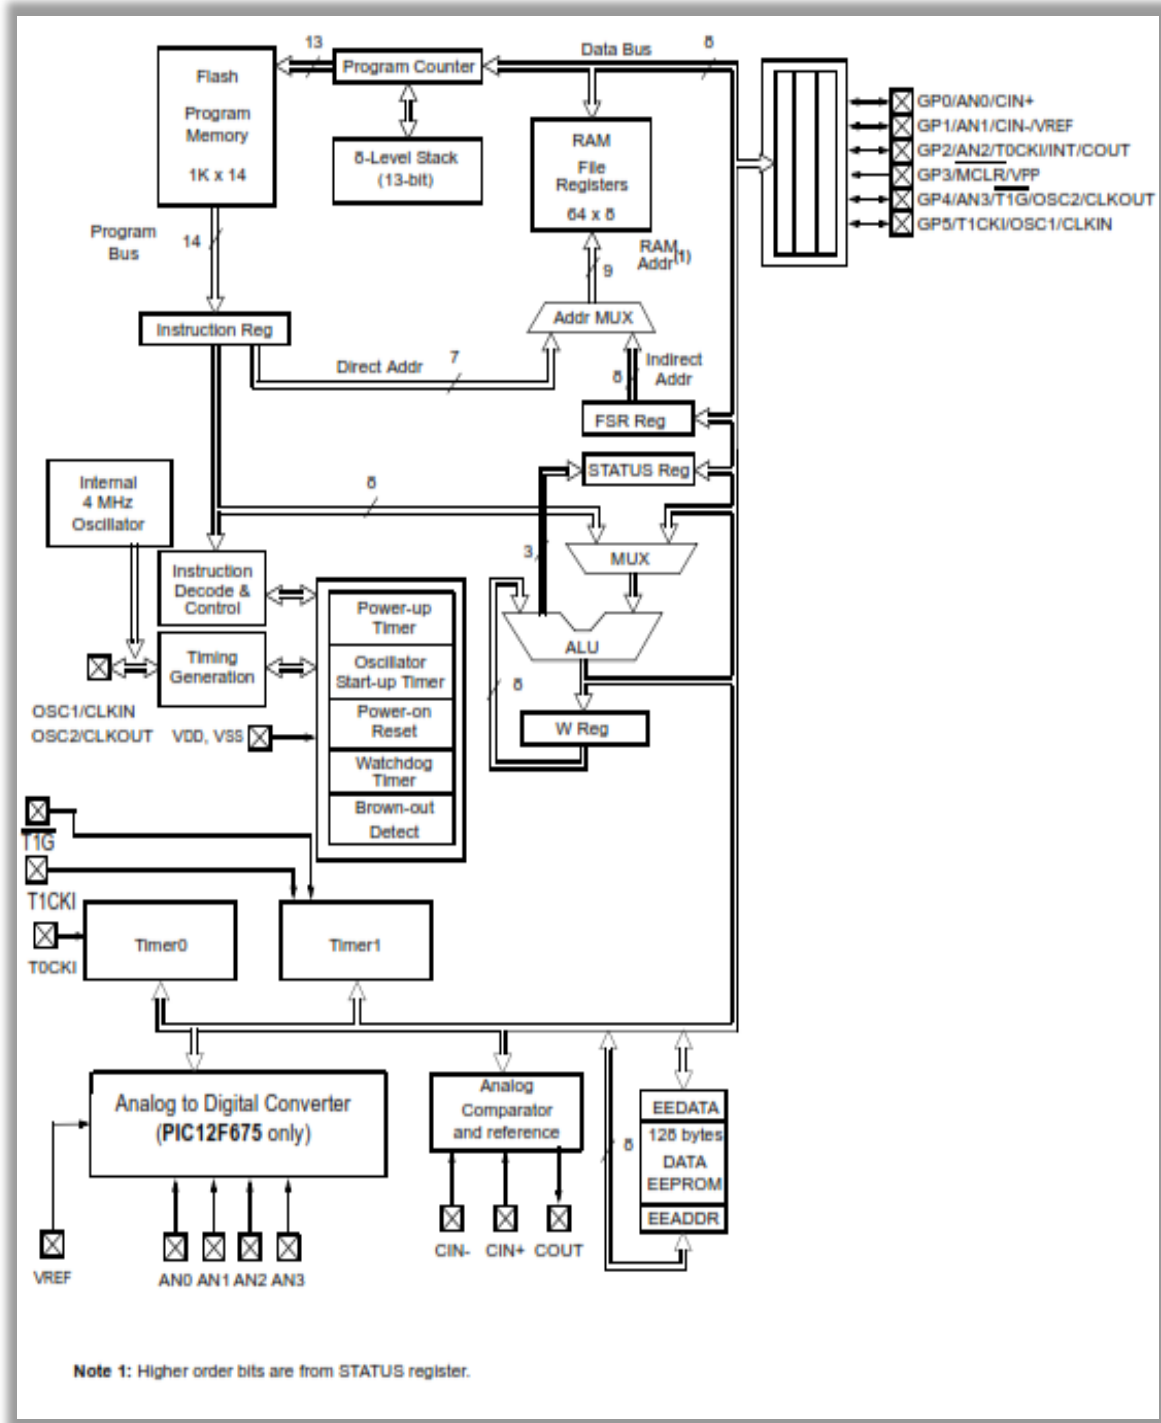 13
Data Bus
8
Flash
Program
Memory
1K x 14
Program Counter
8-Level Stack
(13-bit)
RAM
File
Registers
64 x 8
GP0/AN0/CIN+
GP1/AN1/CIN-/VREF
GP2/AN2/T0CKI/INT/COUT
GP3/MCLR/VPP
GP4/AN3/T1G/OSC2/CLKOUT
GP5/T1CKI/OSC1/CLKIN
Program
Bus
14
RAM
Addr(1)
9
Addr MUX
Instruction Reg
Direct Addr
7
Indirect
Addr
8
FSR Reg
STATUS Reg
Internal
4 MHz
Oscillator
8
3
MUX
Instruction
Decode &
Control
Power-up
Timer
ALU
Timing
Generation
Oscillator
Start-up Timer
8
OSC1/CLKIN
OSC2/CLKOUT
VDD, VSS
Power-on
Reset
W Reg
Watchdog
Timer
Brown-out
Detect
T1G
T1CKI
T0CKI
Timer0
Timer1
Analog to Digital Converter
(PIC12F675 only)
Analog
Comparator
and reference
8
EEDATA
128 bytes
DATA
EEPROM
EEADDR
VREF
AN0 AN1 AN2 AN3
CIN- CIN+ COUT
Note 1: Higher order bits are from STATUS register.